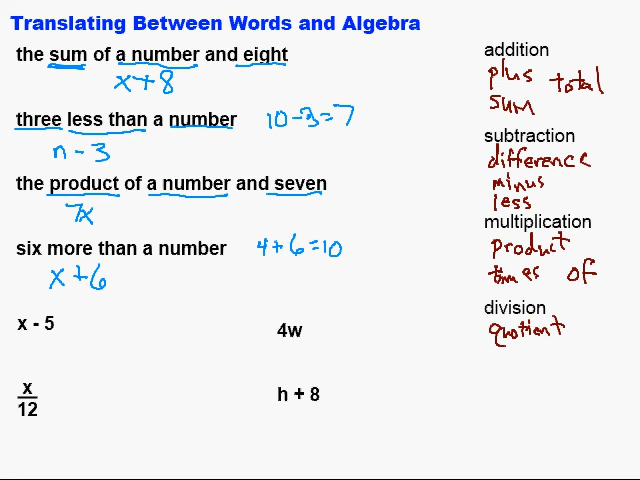 Translating Between Words and Algebra
the sum of a number and eight
x + 8
three less than a number 10 - 3 = 7
n - 3
the product of a number and seven
7x
six more than a number 4 + 6 = 10
x + 6
x - 5
4w
x
12
h + 8
addition
plus total
sum
subtraction
difference
minus
less
multiplication
product
times of
division
quotient